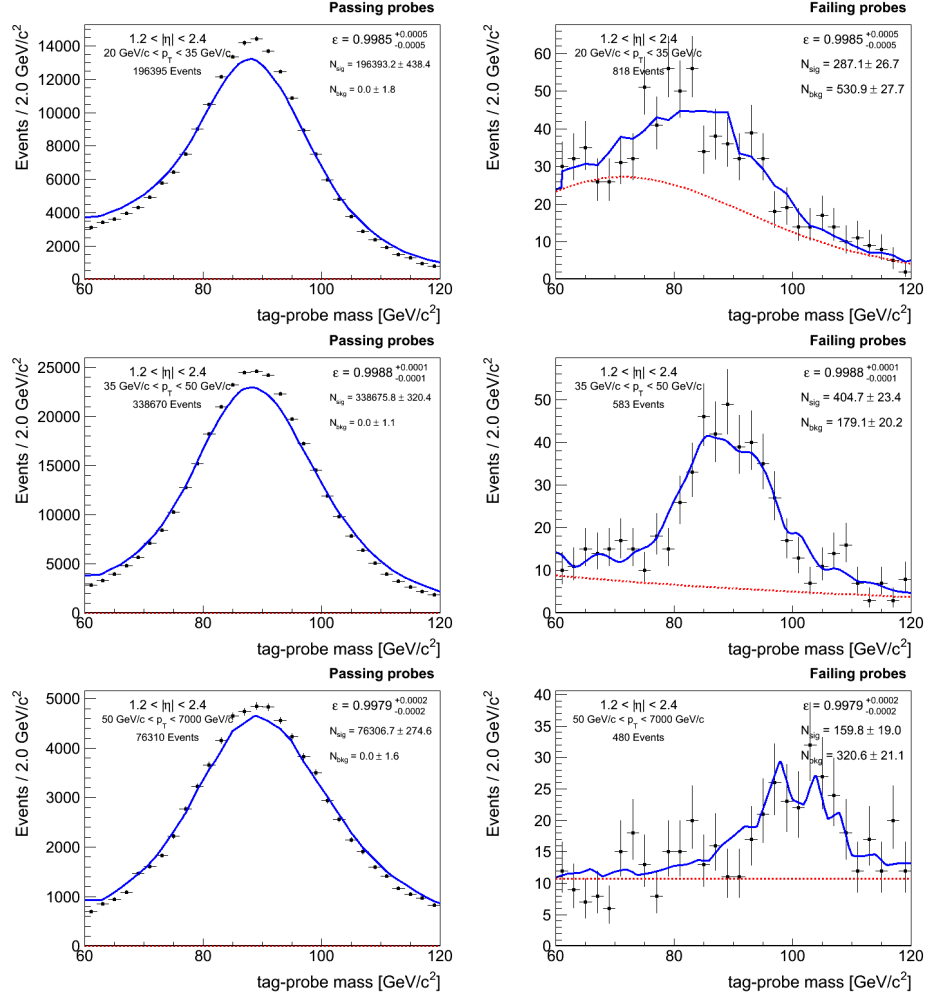 Passing probes
Events / 2.0 GeV/c²
14000
12000
10000
8000
6000
4000
2000
0
1.2 < |η| < 2.4
20 GeV/c < p_T < 35 GeV/c
196395 Events
ε = 0.9985 +0.0005 -0.0005
N_sig = 196393.2 ± 438.4
N_bkg = 0.0 ± 1.8
60 80 100 120
tag-probe mass [GeV/c²]
Failing probes
Events / 2.0 GeV/c²
60
50
40
30
20
10
0
1.2 < |η| < 2.4
20 GeV/c < p_T < 35 GeV/c
818 Events
ε = 0.9985 +0.0005 -0.0005
N_sig = 287.1 ± 26.7
N_bkg = 530.9 ± 27.7
60 80 100 120
tag-probe mass [GeV/c²]
Passing probes
Events / 2.0 GeV/c²
25000
20000
15000
10000
5000
0
1.2 < |η| < 2.4
35 GeV/c < p_T < 50 GeV/c
338670 Events
ε = 0.9988 +0.0001 -0.0001
N_sig = 338675.8 ± 320.4
N_bkg = 0.0 ± 1.1
60 80 100 120
tag-probe mass [GeV/c²]
Failing probes
Events / 2.0 GeV/c²
50
40
30
20
10
0
1.2 < |η| < 2.4
35 GeV/c < p_T < 50 GeV/c
583 Events
ε = 0.9988 +0.0001 -0.0001
N_sig = 404.7 ± 23.4
N_bkg = 179.1 ± 20.2
60 80 100 120
tag-probe mass [GeV/c²]
Passing probes
Events / 2.0 GeV/c²
5000
4000
3000
2000
1000
0
1.2 < |η| < 2.4
50 GeV/c < p_T < 7000 GeV/c
76310 Events
ε = 0.9979 +0.0002 -0.0002
N_sig = 76306.7 ± 274.6
N_bkg = 0.0 ± 1.6
60 80 100 120
tag-probe mass [GeV/c²]
Failing probes
Events / 2.0 GeV/c²
40
35
30
25
20
15
10
5
0
1.2 < |η| < 2.4
50 GeV/c < p_T < 7000 GeV/c
480 Events
ε = 0.9979 +0.0002 -0.0002
N_sig = 159.8 ± 19.0
N_bkg = 320.6 ± 21.1
60 80 100 120
tag-probe mass [GeV/c²]